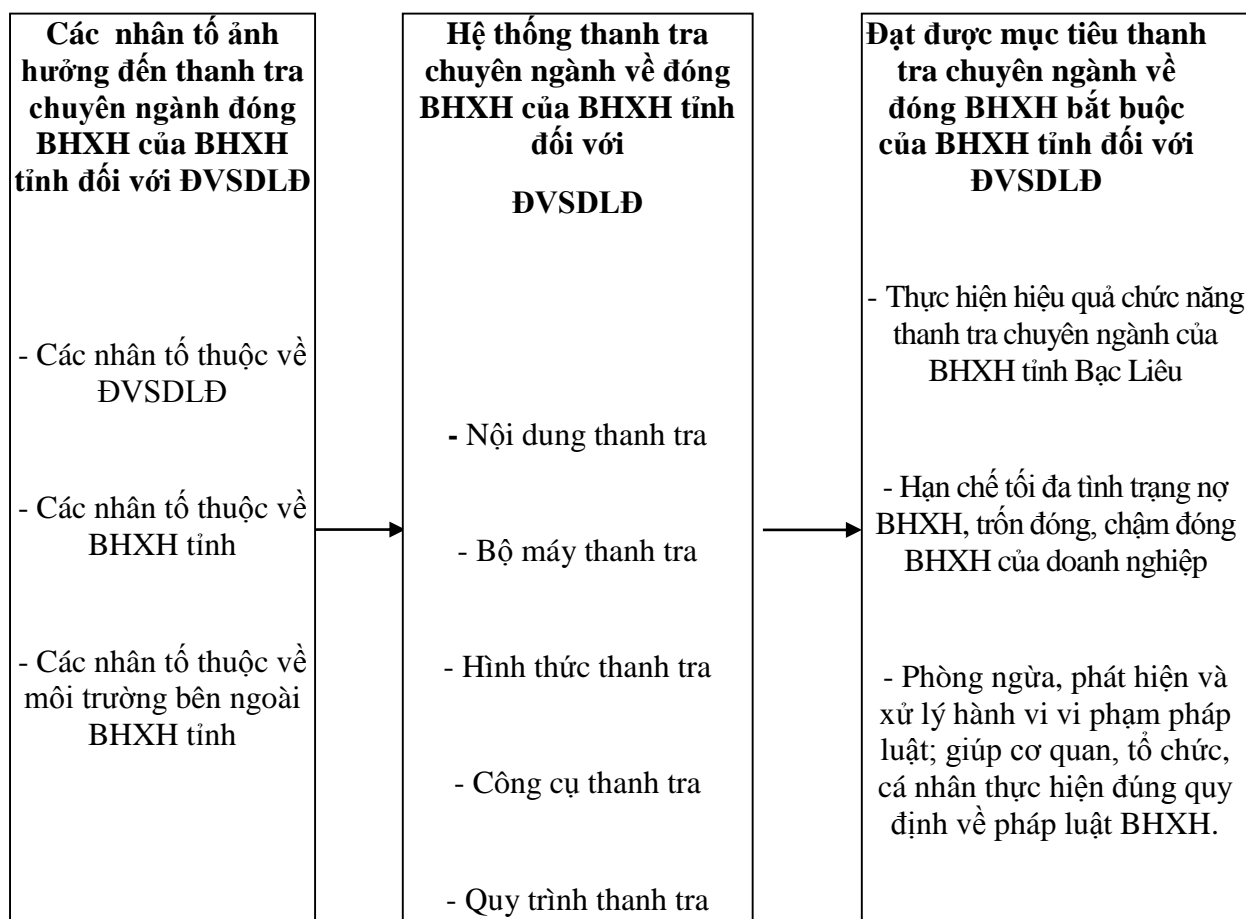 Các nhân tố ảnh
hưởng đến thanh tra
chuyên ngành đóng
BHXH của BHXH
tỉnh đối với ĐVSDLĐ
- Các nhân tố thuộc về
ĐVSDLĐ
- Các nhân tố thuộc về
BHXH tỉnh
- Các nhân tố thuộc về
môi trường bên ngoài
BHXH tỉnh
Hệ thống thanh tra
chuyên ngành về đóng
BHXH của BHXH tỉnh
đối với
ĐVSDLĐ
- Nội dung thanh tra
- Bộ máy thanh tra
- Hình thức thanh tra
- Công cụ thanh tra
- Quy trình thanh tra
Đạt được mục tiêu thanh
tra chuyên ngành về
đóng BHXH bắt buộc
của BHXH tỉnh đối với
ĐVSDLĐ
- Thực hiện hiệu quả chức năng
thanh tra chuyên ngành của
BHXH tỉnh Bạc Liêu
- Hạn chế tối đa tình trạng nợ
BHXH, trốn đóng, chậm đóng
BHXH của doanh nghiệp
- Phòng ngừa, phát hiện và
xử lý hành vi vi phạm pháp
luật; giúp cơ quan, tổ chức,
cá nhân thực hiện đúng quy
định về pháp luật BHXH.